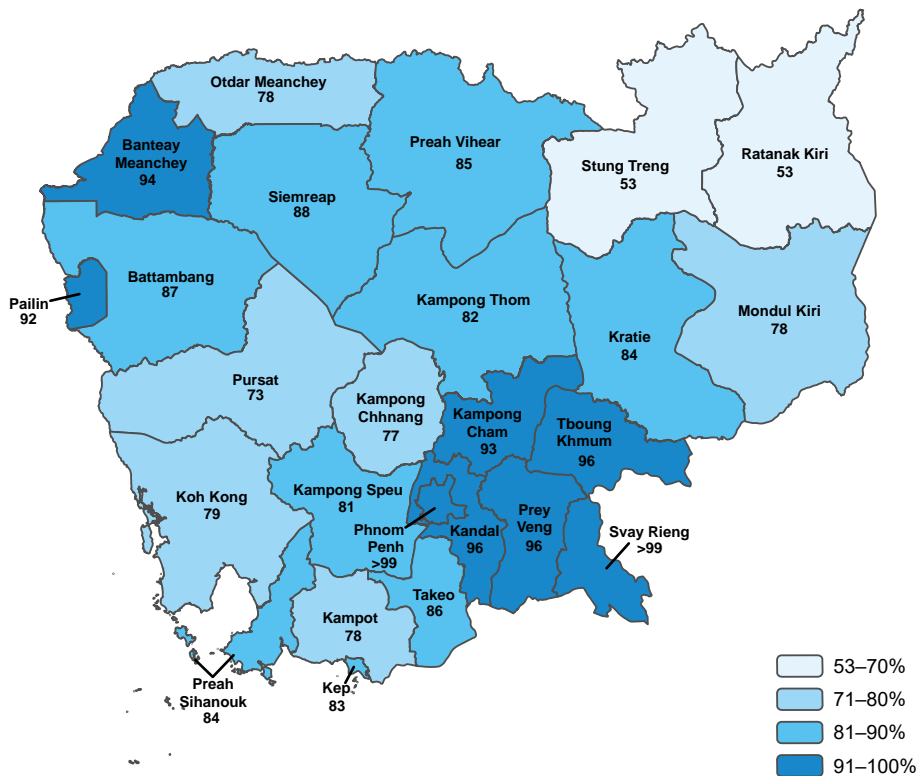 Otdar Meanchey
78
Banteay
Meanchey
94
Siemreap
88
Preah Vihear
85
Stung Treng
53
Ratanak Kiri
53
Battambang
87
Pailin
92
Kampong Thom
82
Kratie
84
Mondul Kiri
78
Pursat
73
Kampong
Chhnang
77
Kampong
Cham
93
Tboung
Khmum
96
Koh Kong
79
Kampong Speu
81
Phnom
Penh
>99
Kandal
96
Prey
Veng
96
Svay Rieng
>99
Takeo
86
Kampot
78
Preah
Sihanouk
84
Kep
83
53–70%
71–80%
81–90%
91–100%